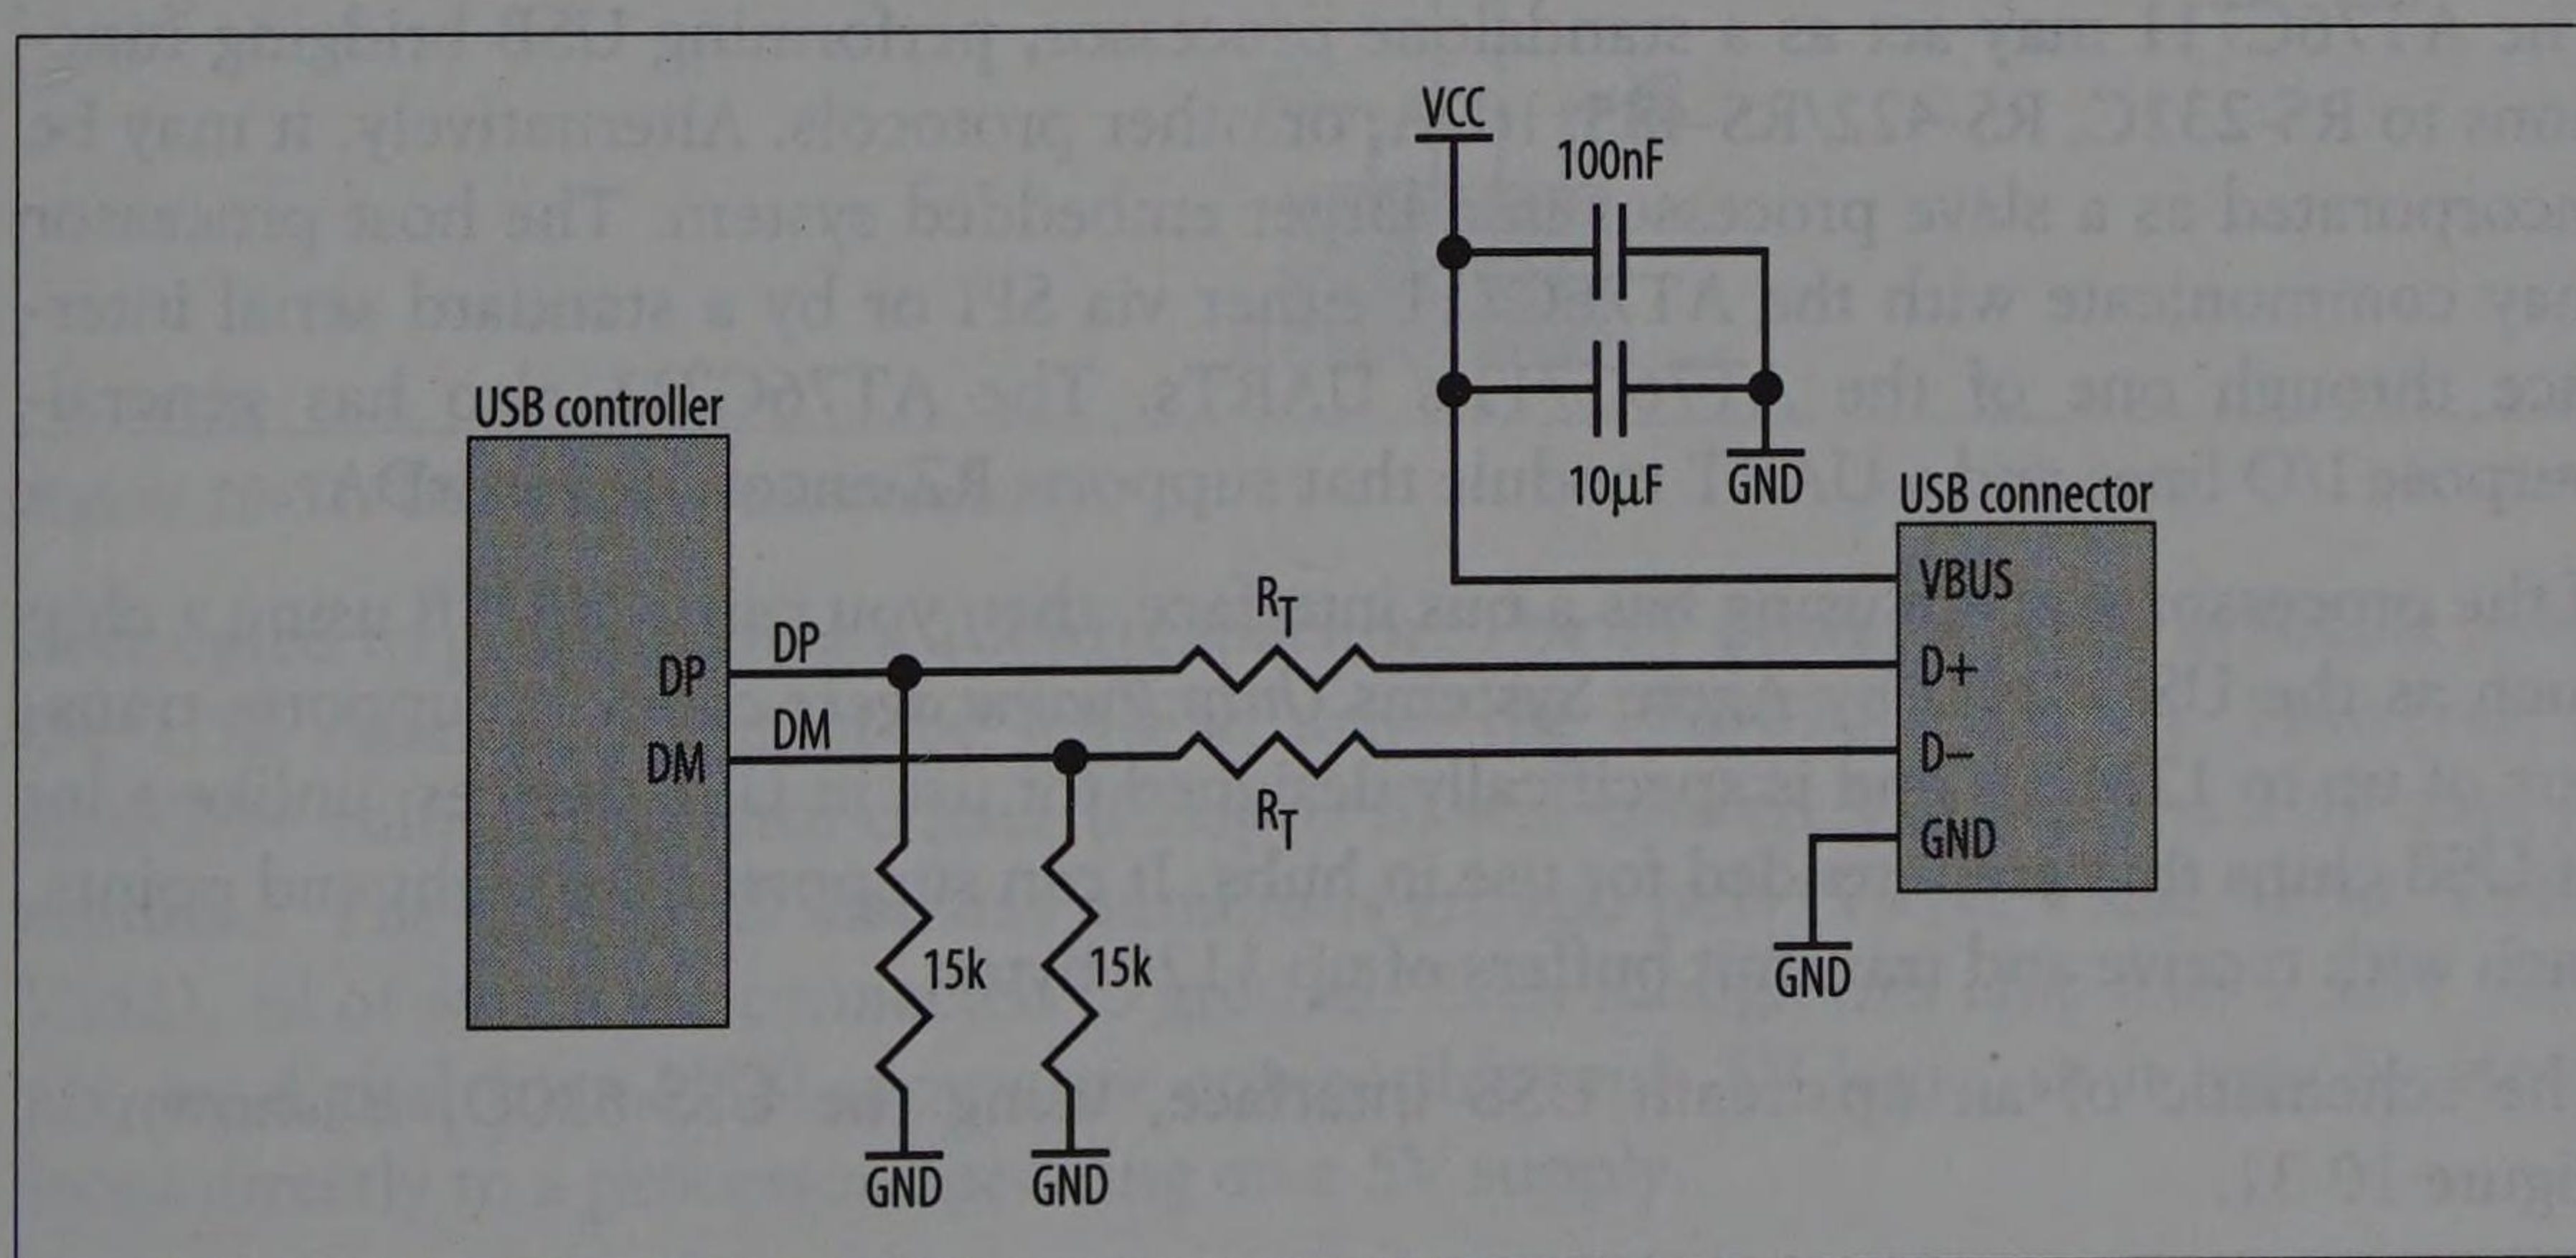 VCC
100nF
10μF
GND
USB controller
DP
DM
DP
DM
RT
RT
15k
15k
GND
GND
USB connector
VBUS
D+
D−
GND
GND